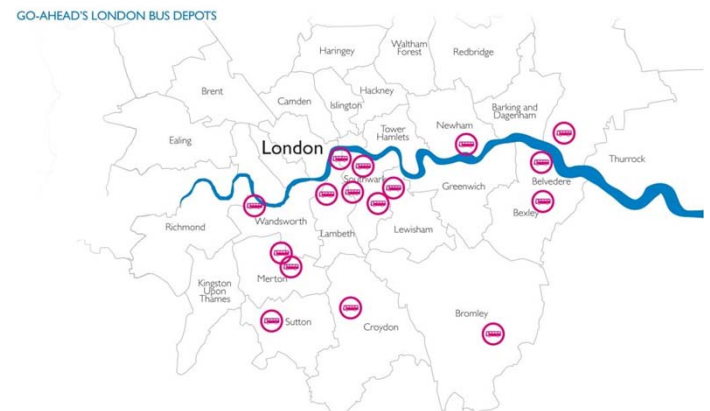 GO-AHEAD'S LONDON BUS DEPOTS
Haringey
Waltham
Forest
Redbridge
Brent
Camden
Hackney
Islington
Barking and
Dagenham
Newham
Tower
Hamlets
Ealing
London
Thurrock
Southwark
Belvedere
Greenwich
Bexley
Wandsworth
Richmond
Lambeth
Lewisham
Merton
Kingston
Upon
Thames
Sutton
Croydon
Bromley